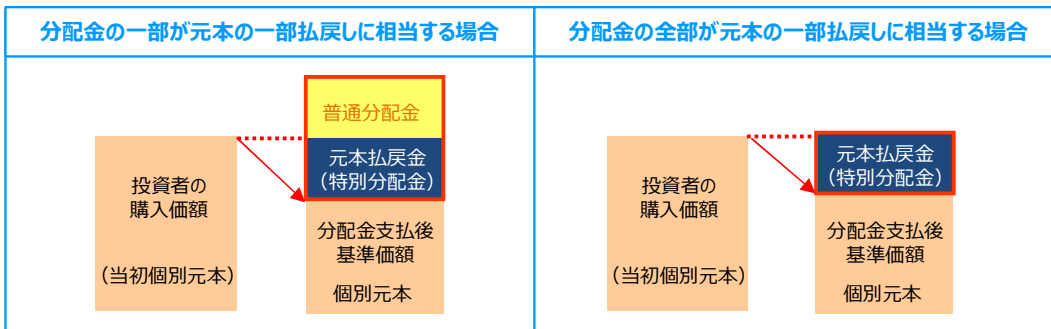 分配金の一部が元本の一部払戻しに相当する場合
普通分配金
元本払戻金
(特別分配金)
投資者の
購入価額
(当初個別元本)
分配金支払後
基準価額
個別元本
分配金の全部が元本の一部払戻しに相当する場合
元本払戻金
(特別分配金)
投資者の
購入価額
(当初個別元本)
分配金支払後
基準価額
個別元本